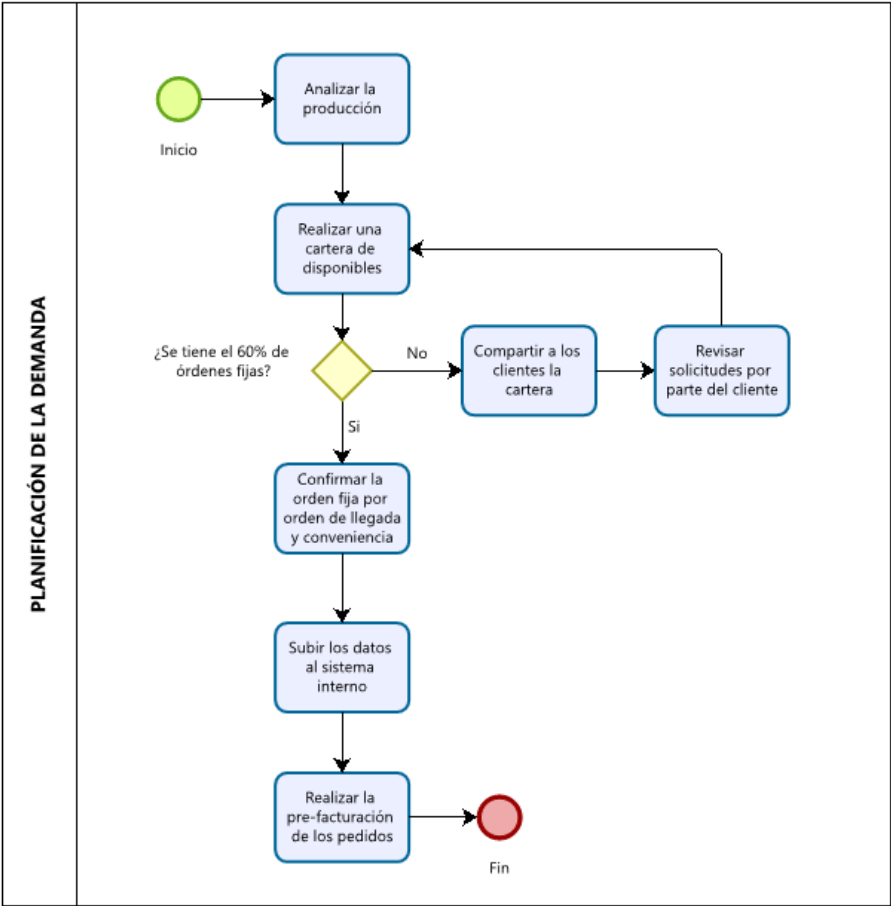 PLANIFICACIÓN DE LA DEMANDA
Inicio
Analizar la
producción
Realizar una
cartera de
disponibles
¿Se tiene el 60% de
órdenes fijas?
No
Compartir a los
clientes la
cartera
Revisar
solicitudes por
parte del cliente
Si
Confirmar la
orden fija por
orden de llegada
y conveniencia
Subir los datos
al sistema
interno
Realizar la
pre-facturación
de los pedidos
Fin